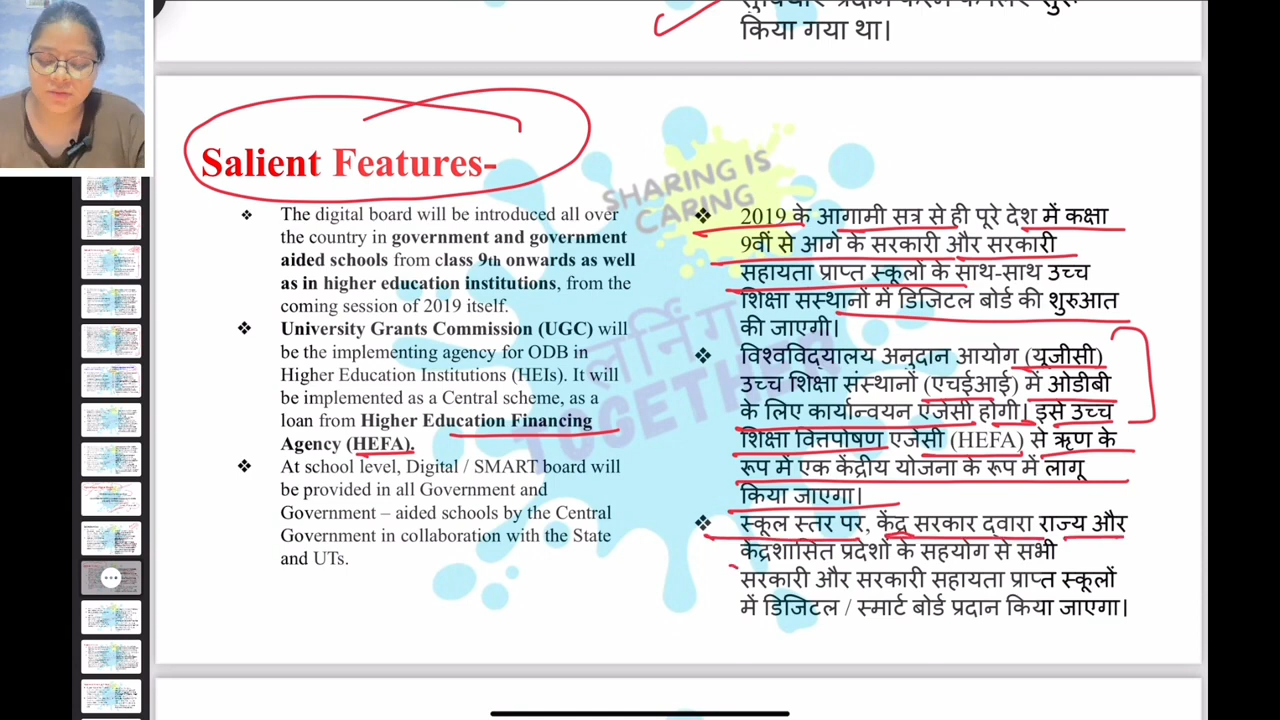 किया गया था।
Salient Features-
❖ The digital board will be introduced all over
the country in government and government
aided schools from class 9th onwards as well
as in higher education institutions, from the
coming session of 2019 itself.
❖ University Grants Commission (UGC) will
be the implementing agency for ODB in
Higher Education Institutions (HEIs). It will
be implemented as a Central scheme, as a
loan from Higher Education Financing
Agency (HEFA).
❖ At school level, Digital / SMART board will
be provided in all Government and
Government – aided schools by the Central
Government in collaboration with the State
and UTs.
❖ 2019 के आगामी सत्र से ही पूरे देश में कक्षा
9वीं से आगे के सरकारी और सरकारी
सहायता प्राप्त स्कूलों के साथ-साथ उच्च
शिक्षा संस्थानों में डिजिटल बोर्ड की शुरुआत
की जाएगी।
❖ विश्वविद्यालय अनुदान आयोग (यूजीसी)
उच्च शिक्षा संस्थानों (एचईआई) में ओडीबी
के लिए कार्यान्वयन एजेंसी होगी। इसे उच्च
शिक्षा वित्तपोषण एजेंसी (HEFA) से ऋण के
रूप में एक केंद्रीय योजना के रूप में लागू
किया जाएगा।
❖ स्कूल स्तर पर, केंद्र सरकार द्वारा राज्य और
केंद्रशासित प्रदेशों के सहयोग से सभी
सरकारी और सरकारी सहायता प्राप्त स्कूलों
में डिजिटल / स्मार्ट बोर्ड प्रदान किया जाएगा।
SHARING IS
CARING
TOGETHER